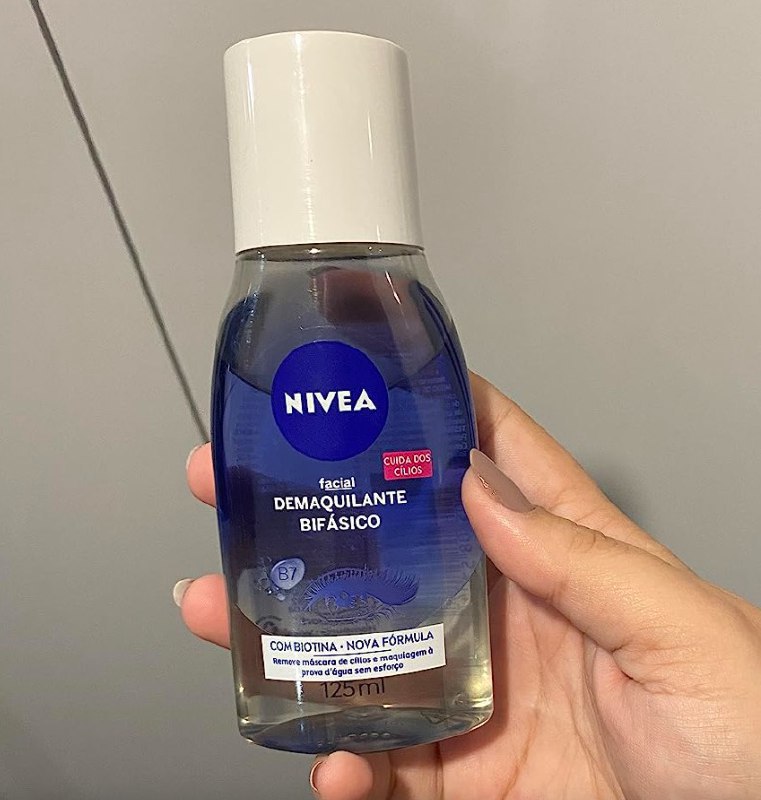 NIVEA
CUIDA DOS
CÍLIOS
facial
DEMAQUILANTE
BIFÁSICO
B7
COM BIOTINA • NOVA FÓRMULA
Remove máscara de cílios e maquiagem à
prova d'água sem esforço
125ml